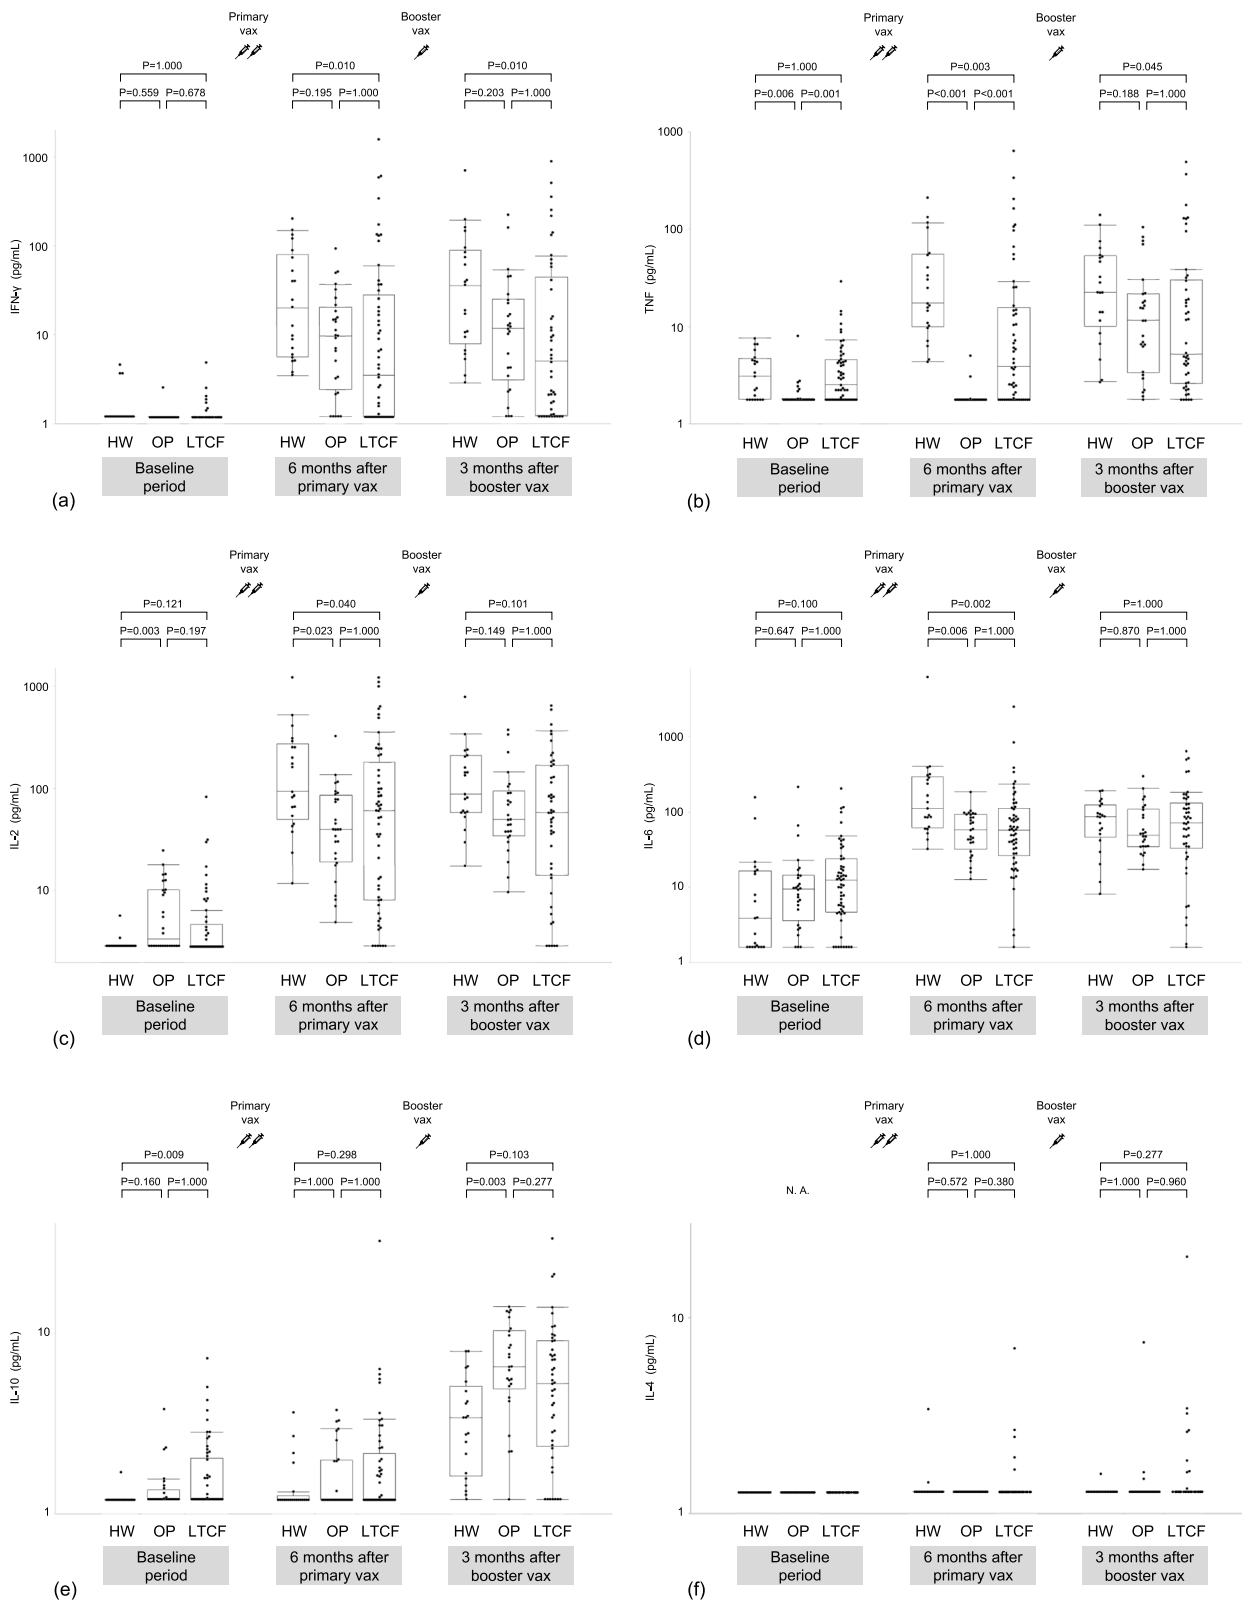 Primary
vax
Booster
vax
P=1.000
P=0.010
P=0.010
P=0.559
P=0.678
P=0.195
P=1.000
P=0.203
P=1.000
IFN-γ (pg/mL)
1000
100
10
1
HW OP LTCF
HW OP LTCF
HW OP LTCF
Baseline
period
6 months after
primary vax
3 months after
booster vax
(a)
Primary
vax
Booster
vax
P=1.000
P=0.003
P=0.045
P=0.006
P=0.001
P<0.001
P<0.001
P=0.188
P=1.000
TNF (pg/mL)
1000
100
10
1
HW OP LTCF
HW OP LTCF
HW OP LTCF
Baseline
period
6 months after
primary vax
3 months after
booster vax
(b)
Primary
vax
Booster
vax
P=0.121
P=0.040
P=0.101
P=0.003
P=0.197
P=0.023
P=1.000
P=0.149
P=1.000
IL-2 (pg/mL)
1000
100
10
HW OP LTCF
HW OP LTCF
HW OP LTCF
Baseline
period
6 months after
primary vax
3 months after
booster vax
(c)
Primary
vax
Booster
vax
P=0.100
P=0.002
P=1.000
P=0.647
P=1.000
P=0.006
P=1.000
P=0.870
P=1.000
IL-6 (pg/mL)
1000
100
10
1
HW OP LTCF
HW OP LTCF
HW OP LTCF
Baseline
period
6 months after
primary vax
3 months after
booster vax
(d)
Primary
vax
Booster
vax
P=0.009
P=0.298
P=0.103
P=0.160
P=1.000
P=1.000
P=1.000
P=0.003
P=0.277
IL-10 (pg/mL)
10
1
HW OP LTCF
HW OP LTCF
HW OP LTCF
Baseline
period
6 months after
primary vax
3 months after
booster vax
(e)
Primary
vax
Booster
vax
N. A.
P=1.000
P=0.277
P=0.572
P=0.380
P=1.000
P=0.960
IL-4 (pg/mL)
10
1
HW OP LTCF
HW OP LTCF
HW OP LTCF
Baseline
period
6 months after
primary vax
3 months after
booster vax
(f)